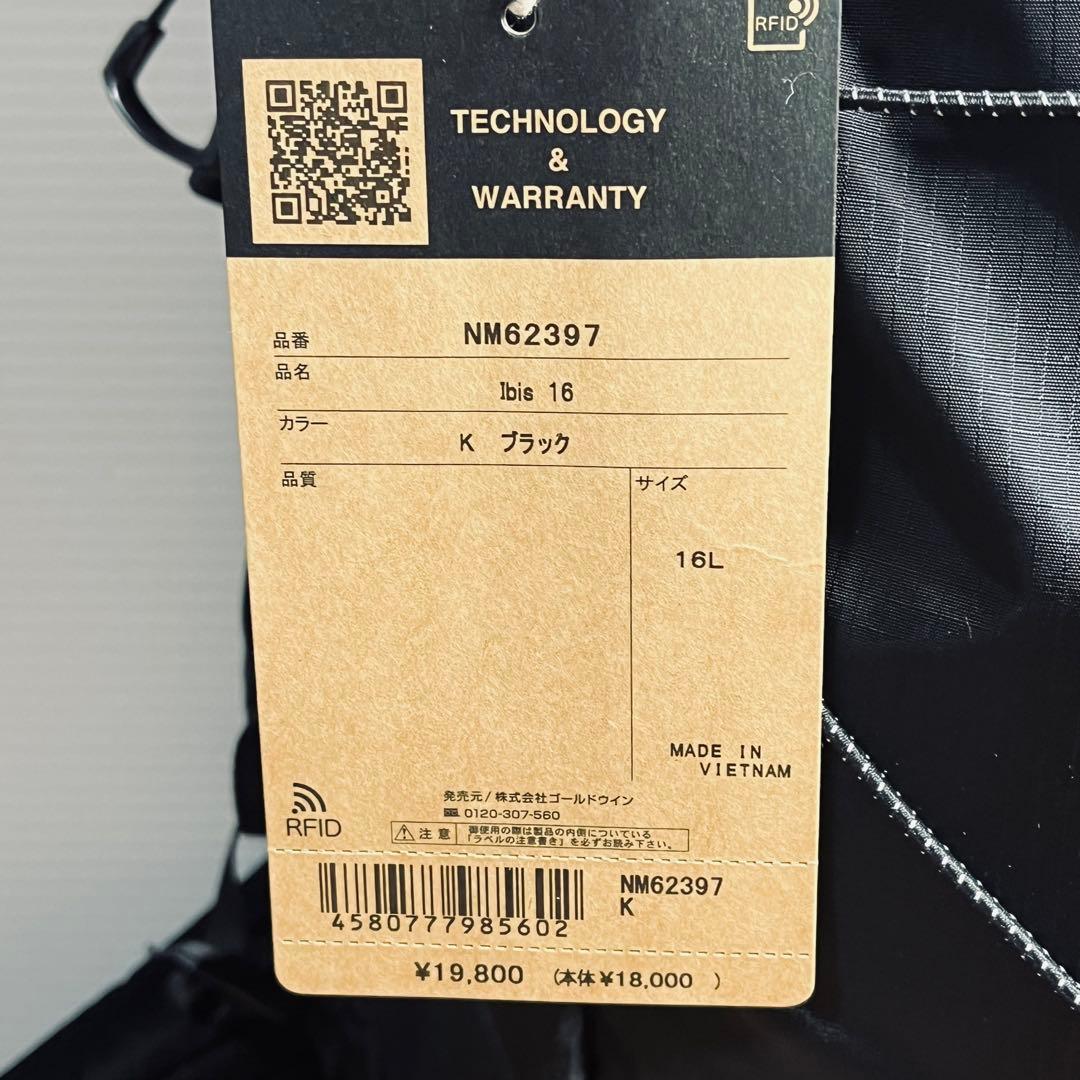 RFID
TECHNOLOGY
&
WARRANTY
品番 NM62397
品名 Ibis 16
カラー K ブラック
品質
サイズ
16L
MADE IN
VIETNAM
RFID
発売元/株式会社ゴールドウイン
0120-307-560
注意
御使用の際は製品の内側についている
「ラベルの注意書き」を必ずお読み下さい。
4580777985602
NM62397
K
¥19,800 (本体¥18,000 )